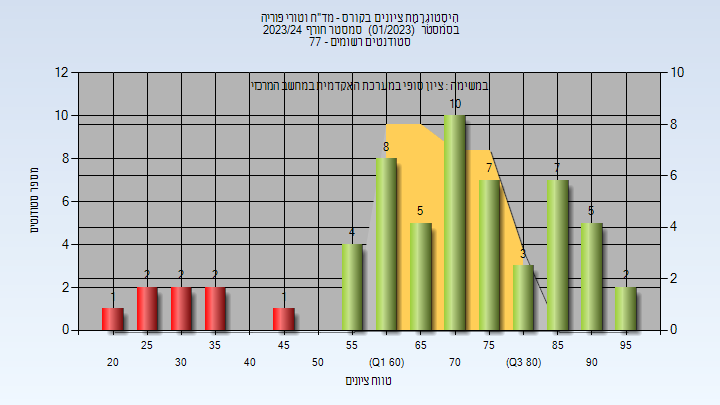 היסטוגרמת ציונים בקורס - מד"ח וטורי פוריה
בסמסטר (01/2023) סמסטר חורף 2023/24
סטודנטים רשומים - 77
במשימה : ציון סופי במערכת האקדמית במחשב המרכזי
12 10 8 6 4 2 0
מספר סטודנטים
10 8 6 4 2 0
1 2 2 2 1 4 8 5 10 7 3 7 5 2
25 35 45 55 65 75 85 95
20 30 40 50 (Q1 60) 70 (Q3 80) 90
טווח ציונים